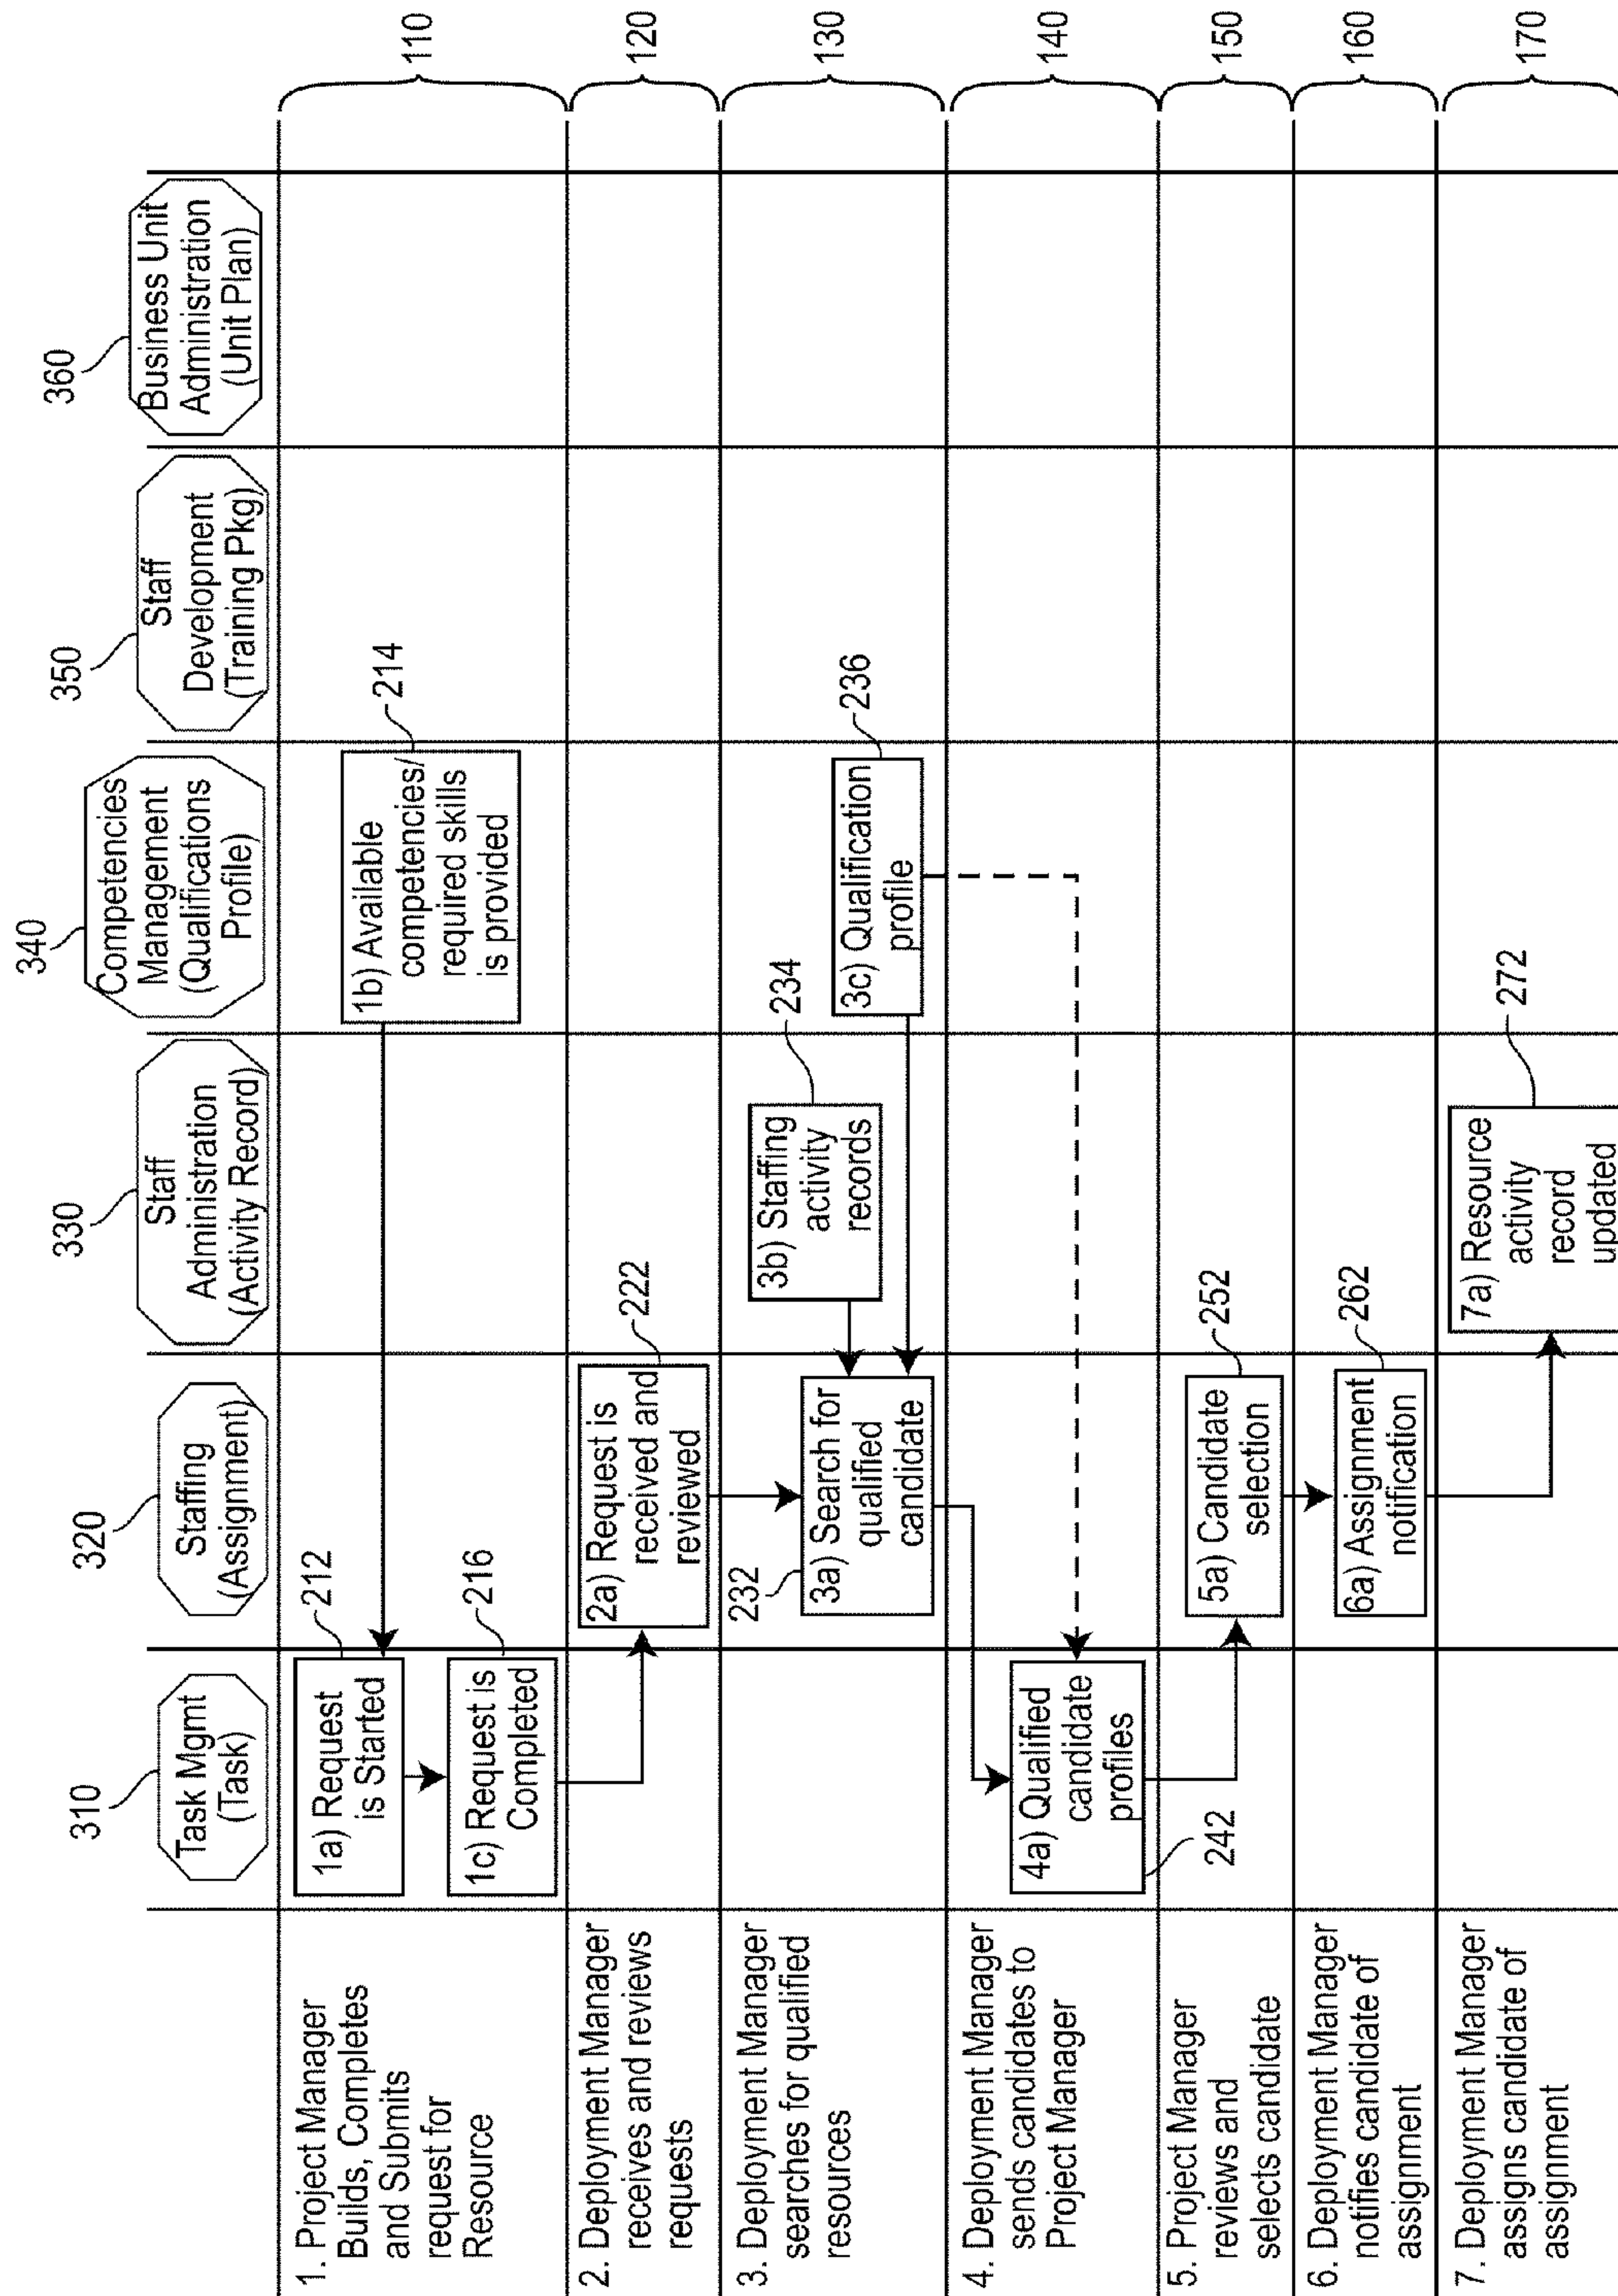 310
Task Mgmt
(Task)
320
Staffing
(Assignment)
330
Staff
Administration
(Activity Record)
340
Competencies
Management
(Qualifications
Profile)
350
Staff
Development
(Training Pkg)
360
Business Unit
Administration
(Unit Plan)
1. Project Manager
Builds, Completes
and Submits
request for
Resource
1a) Request
is Started
212
1b) Available
competencies/
required skills
is provided
214
1c) Request is
Completed
216
110
2. Deployment Manager
receives and reviews
requests
2a) Request is
received and
reviewed
222
120
3. Deployment Manager
searches for qualified
resources
232
3a) Search for
qualified
candidate
3b) Staffing
activity
records
234
3c) Qualification
profile
236
130
4. Deployment Manager
sends candidates to
Project Manager
4a) Qualified
candidate
profiles
242
140
5. Project Manager
reviews and
selects candidate
5a) Candidate
selection
252
150
6. Deployment Manager
notifies candidate of
assignment
6a) Assignment
notification
262
160
7. Deployment Manager
assigns candidate of
assignment
7a) Resource
activity
record
updated
272
170